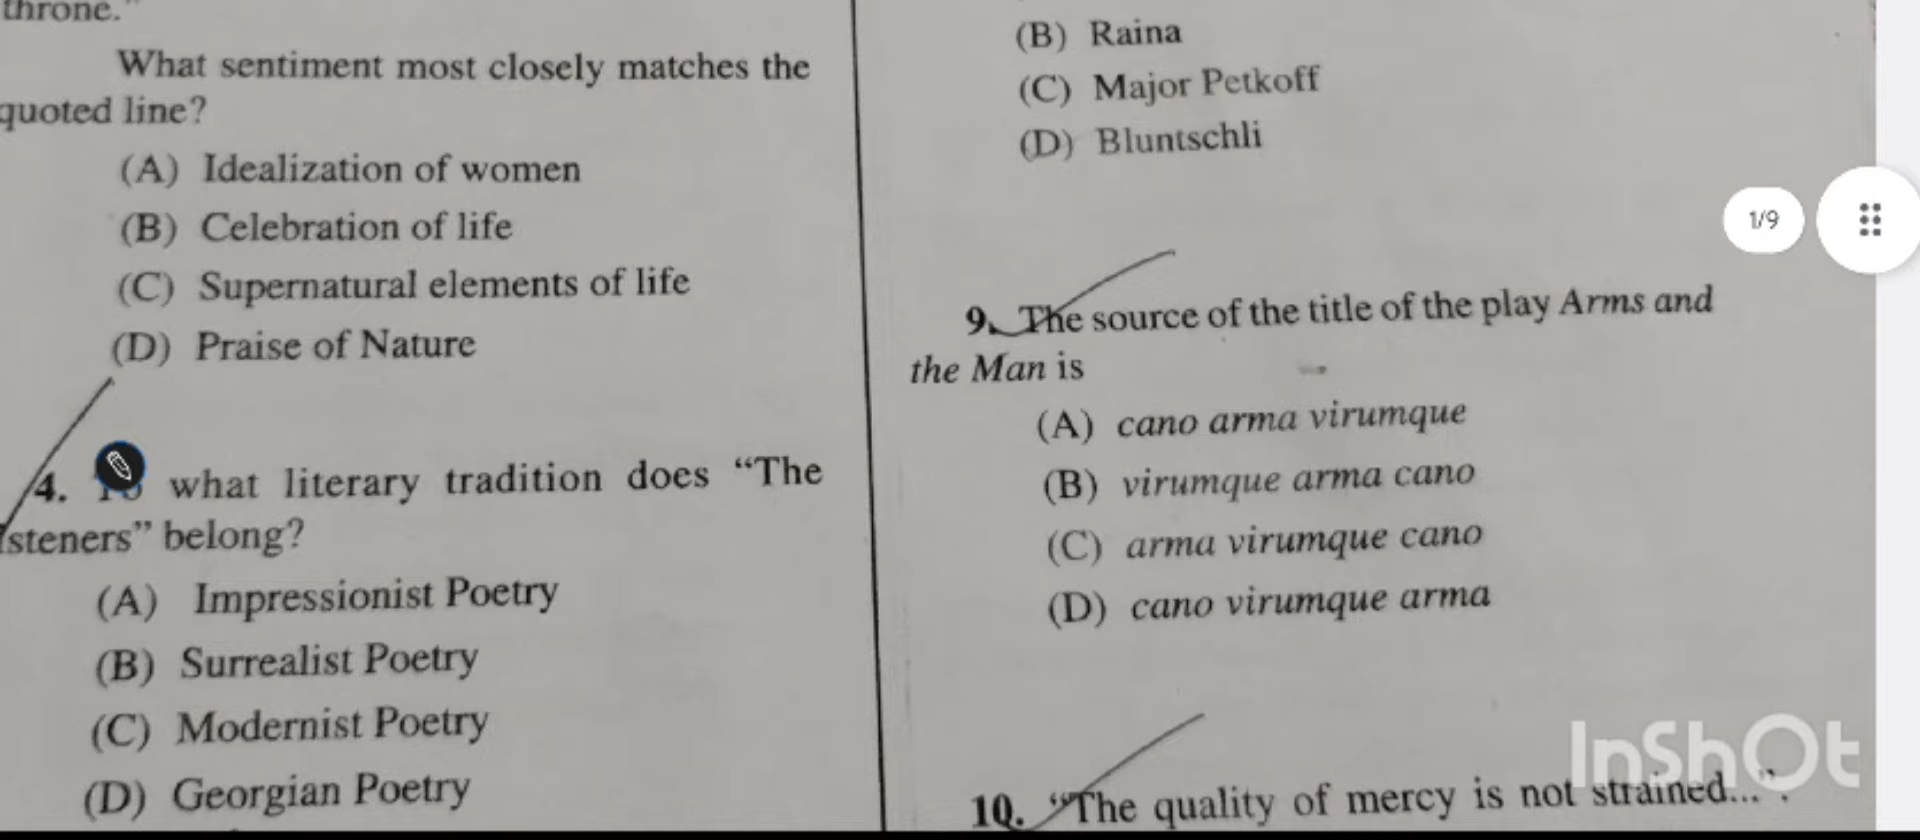 throne."
What sentiment most closely matches the
quoted line?
(A) Idealization of women
(B) Celebration of life
(C) Supernatural elements of life
(D) Praise of Nature
4. what literary tradition does “The
steners” belong?
(A) Impressionist Poetry
(B) Surrealist Poetry
(C) Modernist Poetry
(D) Georgian Poetry
(B) Raina
(C) Major Petkoff
(D) Bluntschli
9. The source of the title of the play Arms and
the Man is
(A) cano arma virumque
(B) virumque arma cano
(C) arma virumque cano
(D) cano virumque arma
10. “The quality of mercy is not strained...”.
1/9
InShOt